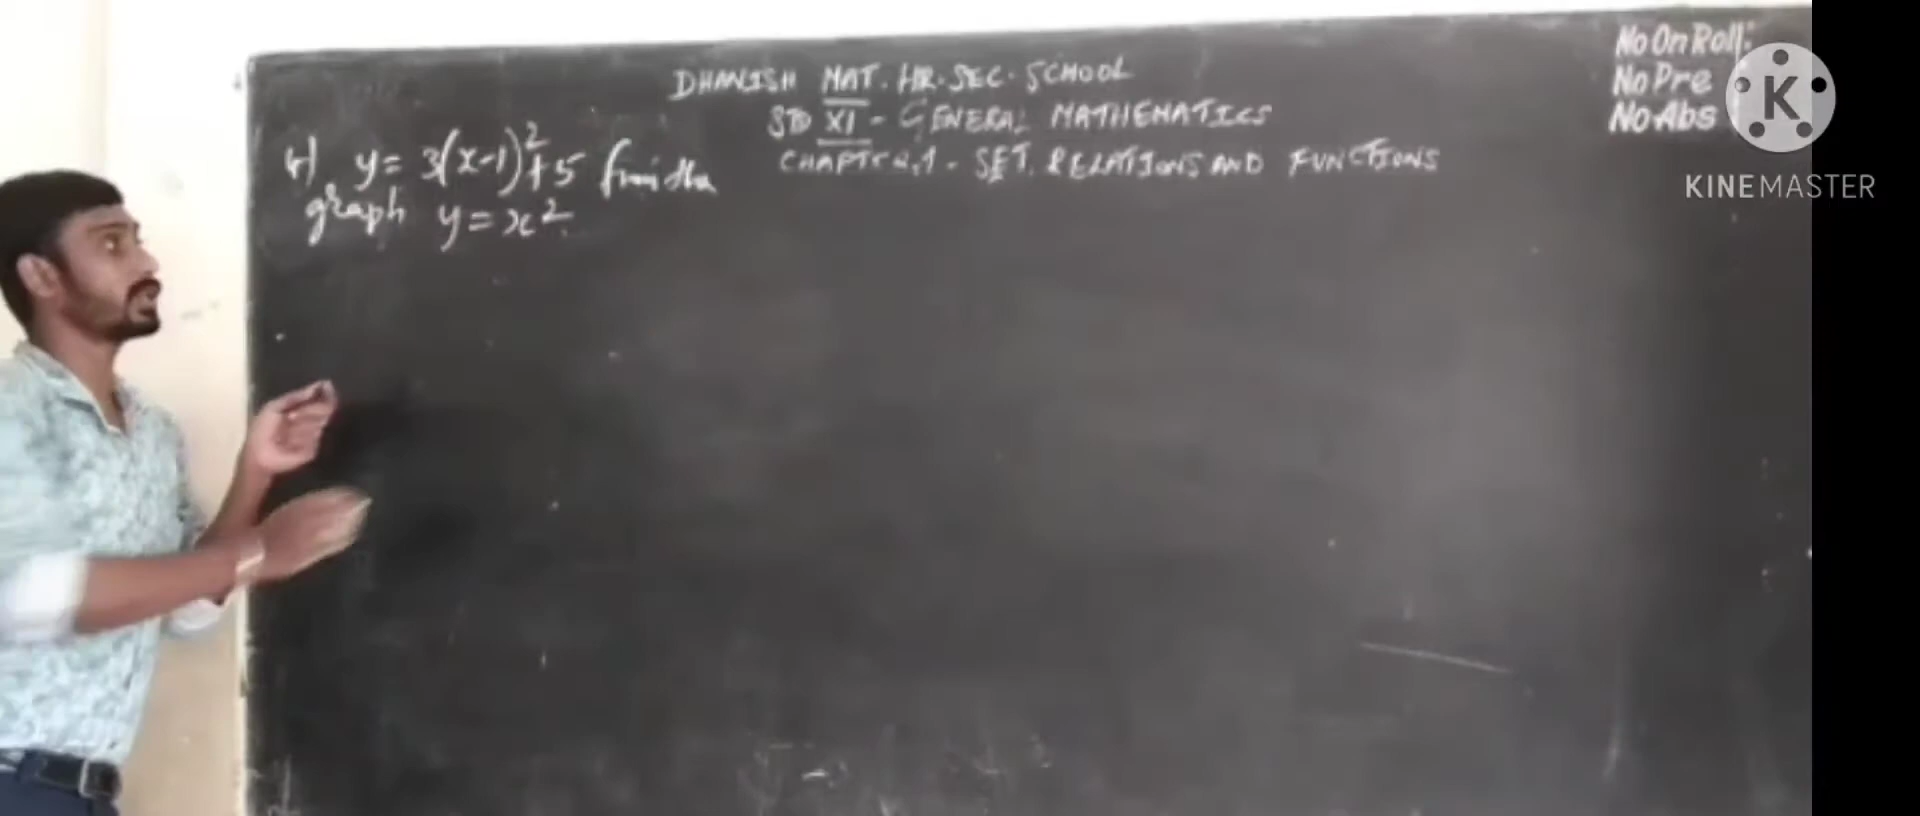 DHANISH MAT. HR. SEC. SCHOOL
STD XI - GENERAL MATHEMATICS
CHAPTER.1 - SET. RELATIONS AND FUNCTIONS
y = 3(x-1)²+5 from the
graph y = x².
No On Roll:
No Pre
No Abs
K
KINEMASTER